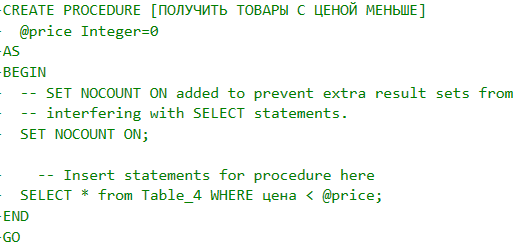 -CREATE PROCEDURE [ПОЛУЧИТЬ ТОВАРЫ С ЦЕНОЙ МЕНЬШЕ]
-  @price Integer=0
-AS
-BEGIN
-  -- SET NOCOUNT ON added to prevent extra result sets from
-  -- interfering with SELECT statements.
-  SET NOCOUNT ON;
-
-    -- Insert statements for procedure here
-  SELECT * from Table_4 WHERE цена < @price;
-END
-GO